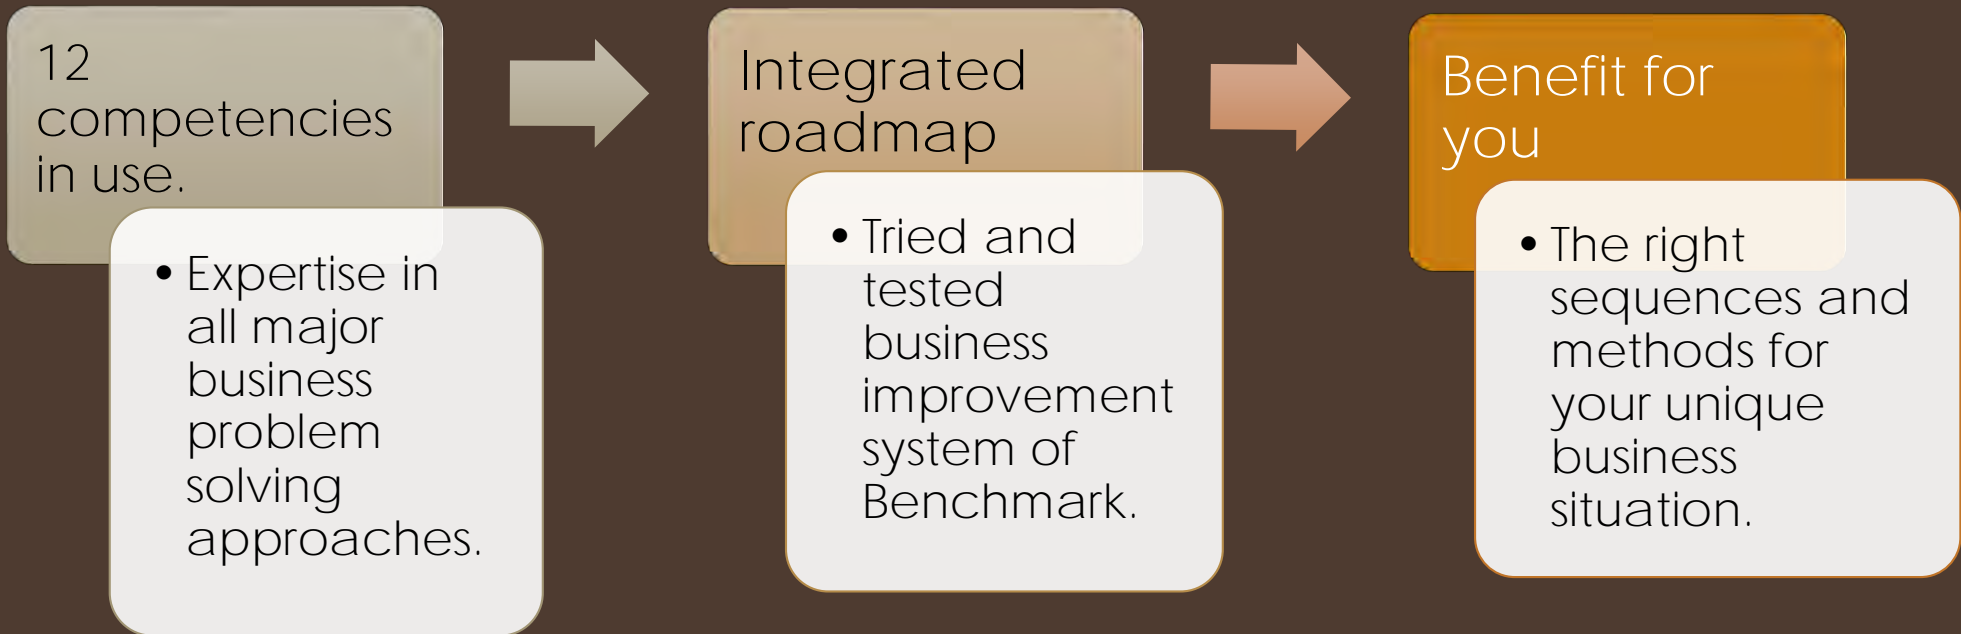 12
competencies
in use.
• Expertise in
all major
business
problem
solving
approaches.
Integrated
roadmap
• Tried and
tested
business
improvement
system of
Benchmark.
Benefit for
you
• The right
sequences and
methods for
your unique
business
situation.